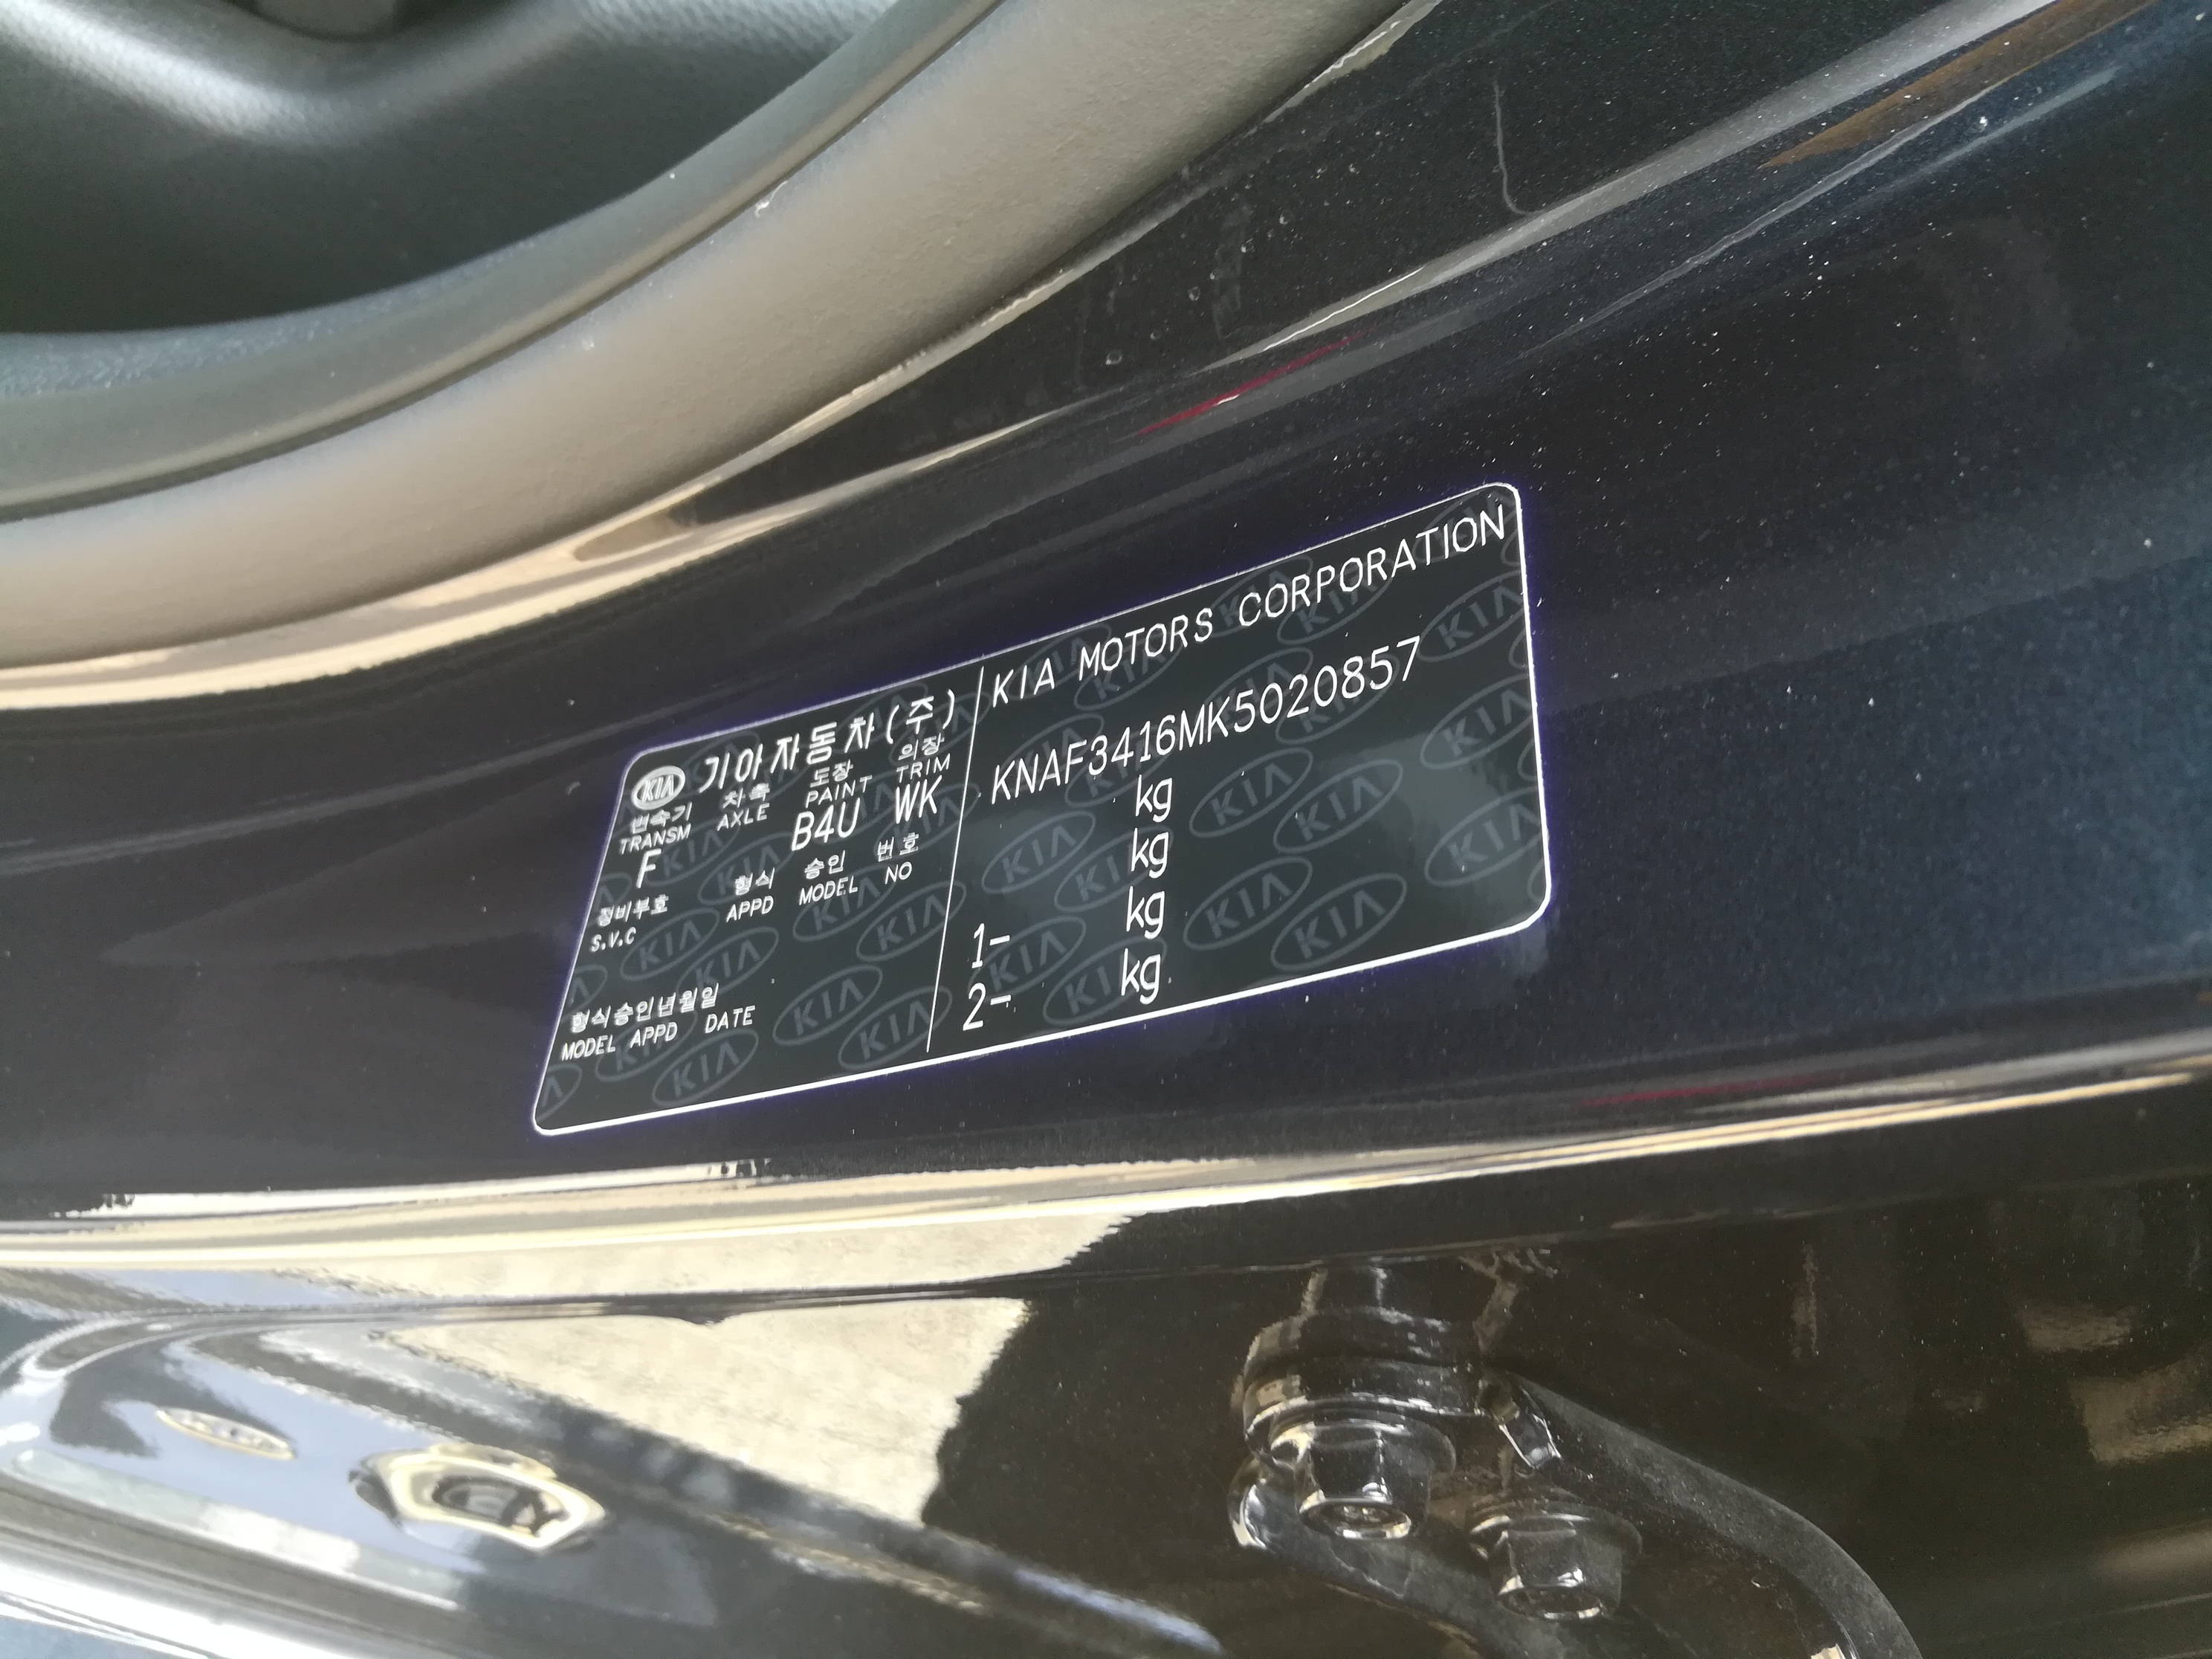 KIA 기아자동차(주)
변속기 차축 도장 의장
TRANSM AXLE PAINT TRIM
F B4U WK
정비부호 형식 승인 번호
S.V.C APPD MODEL NO
형식승인년월일
MODEL APPD DATE
KIA MOTORS CORPORATION
KNAF3416MK5020857
kg
kg
1- kg
2- kg